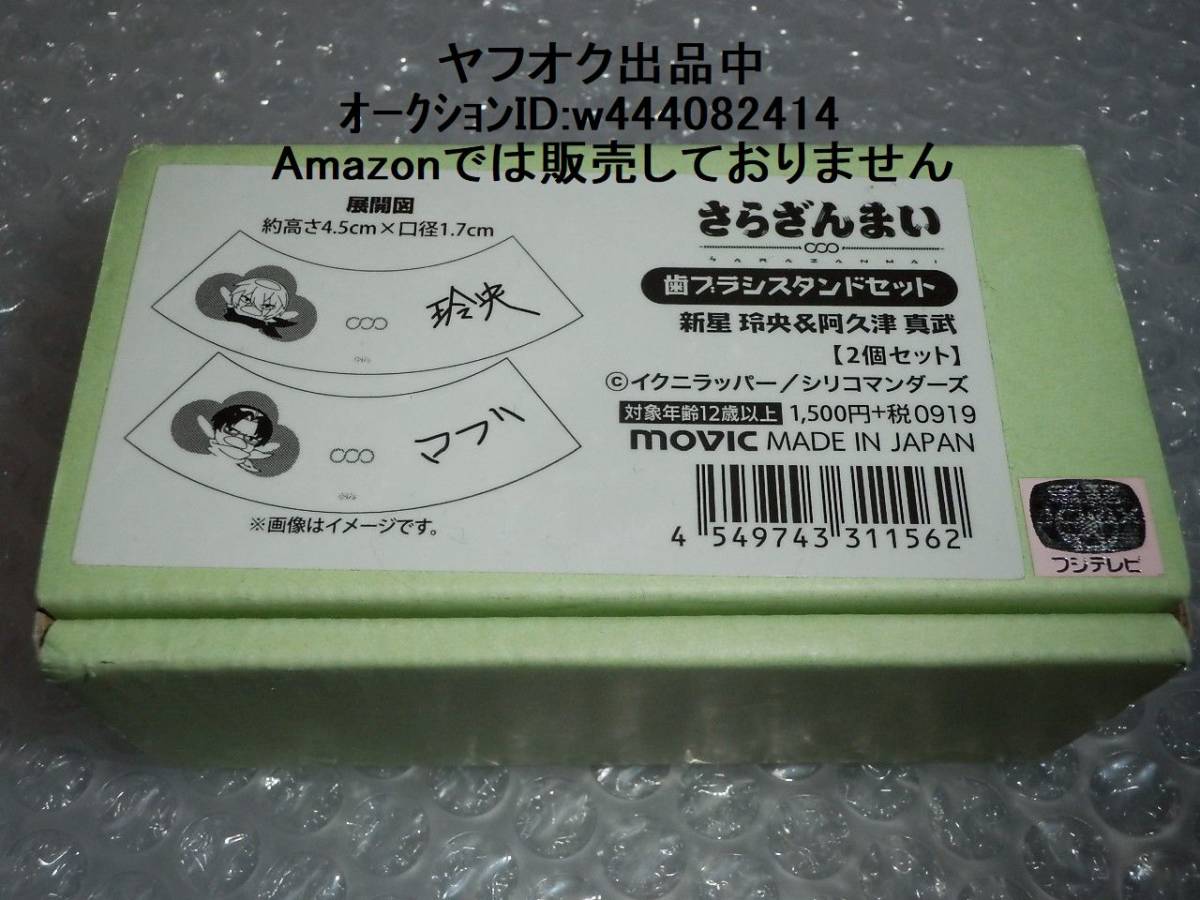 ヤフオク出品中
ｵｰｸｼｮﾝID:w444082414
Amazonでは販売しておりません
展開図
約高さ4.5cm×口径1.7cm
玲央
マブ
※画像はイメージです。
さらざんまい
SARAZANMAI
歯ブラシスタンドセット
新星 玲央&阿久津 真武
【2個セット】
©イクニラッパー/シリコマンダーズ
対象年齢12歳以上 1,500円+税0919
movic MADE IN JAPAN
4 549743 311562
フジテレビ